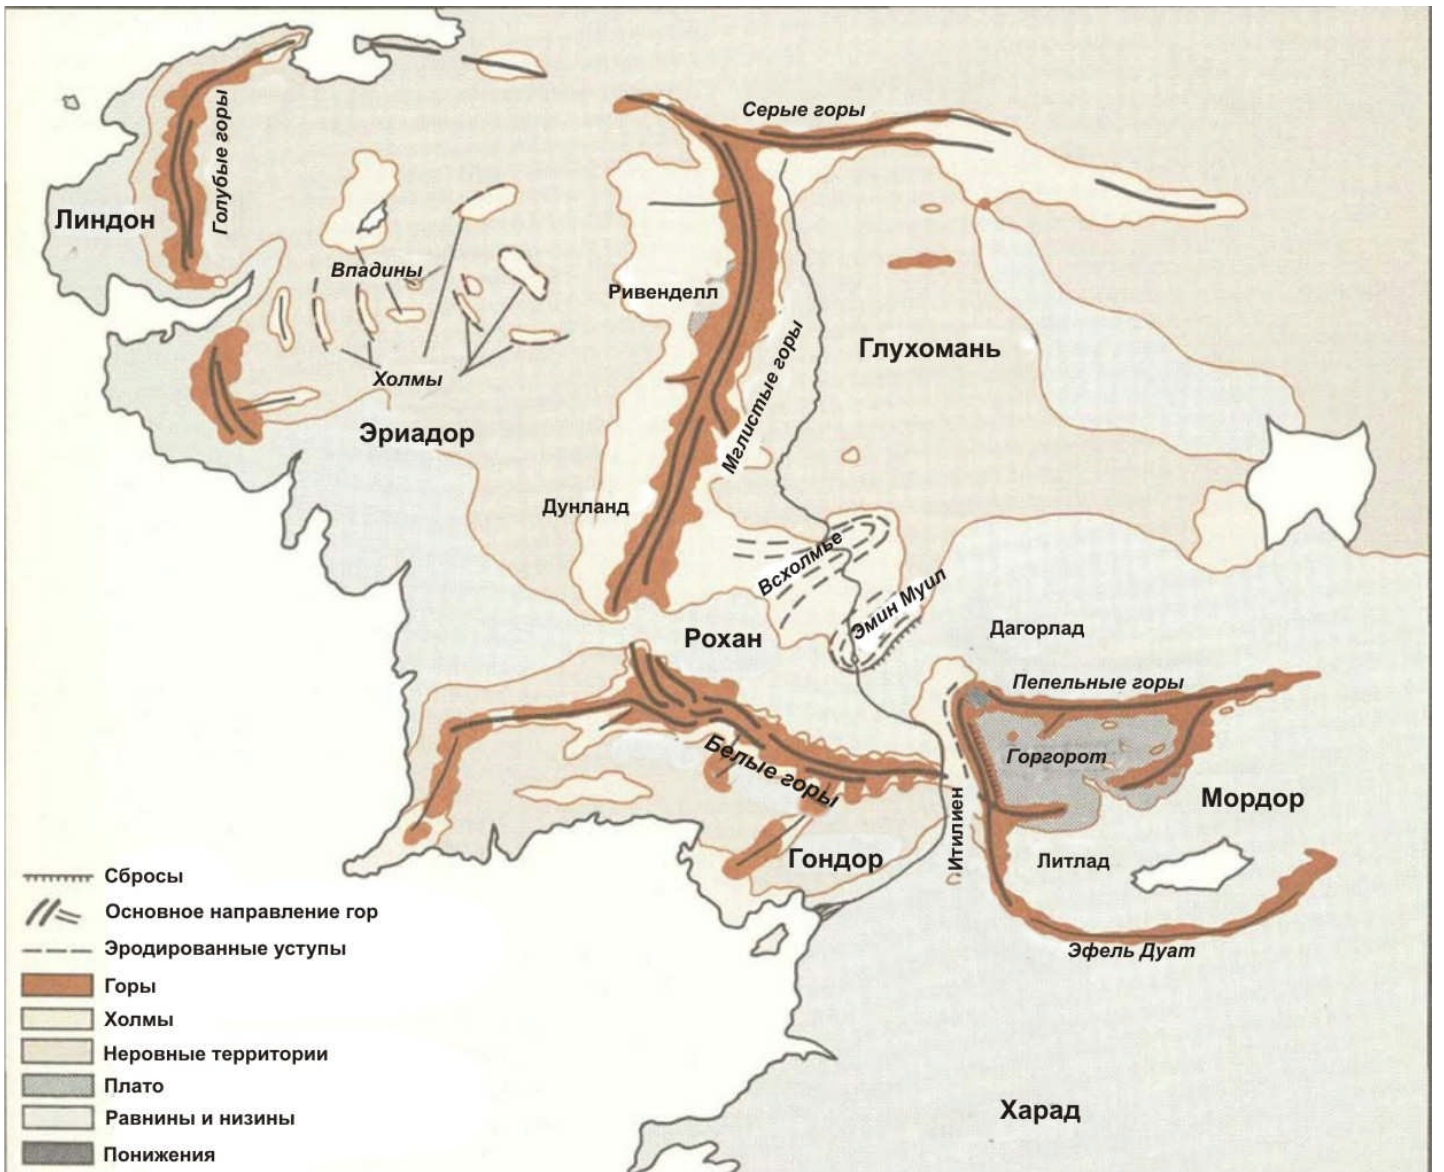 Серые горы
Голубые горы
Линдон
Впадины
Ривенделл
Мглистые горы
Глухомань
Холмы
Эриадор
Дунланд
Всхолмье
Эмин Муил
Рохан
Дагорлад
Пепельные горы
Белые горы
Горгорот
Мордор
Итилиен
Гондор
Литлад
Эфель Дуат
Харад
Сбросы
Основное направление гор
Эродированные уступы
Горы
Холмы
Неровные территории
Плато
Равнины и низины
Понижения